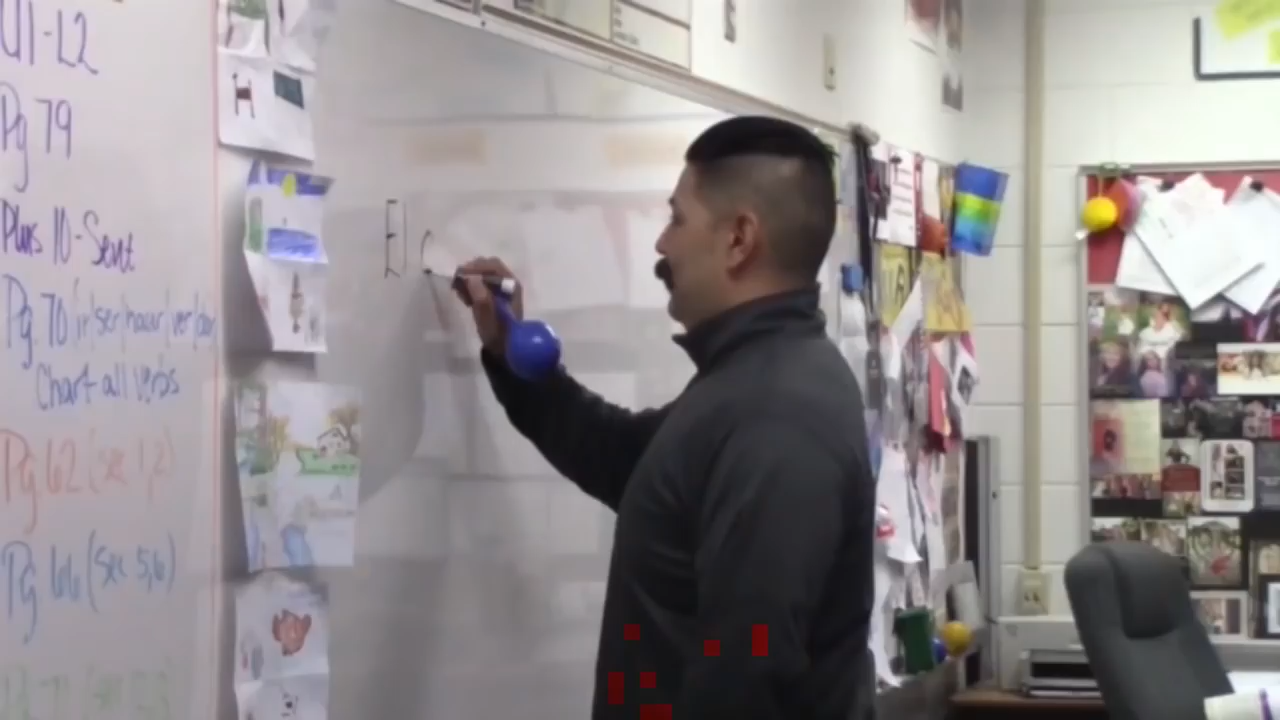 U1-L2
Pg 79
Plus 10-Sent
Pg 70 ir/ser/hacer/ver/dar
Chart all verbs
Pg 62 (sec 1,2)
Pg 66 (sec 5,6)
El c